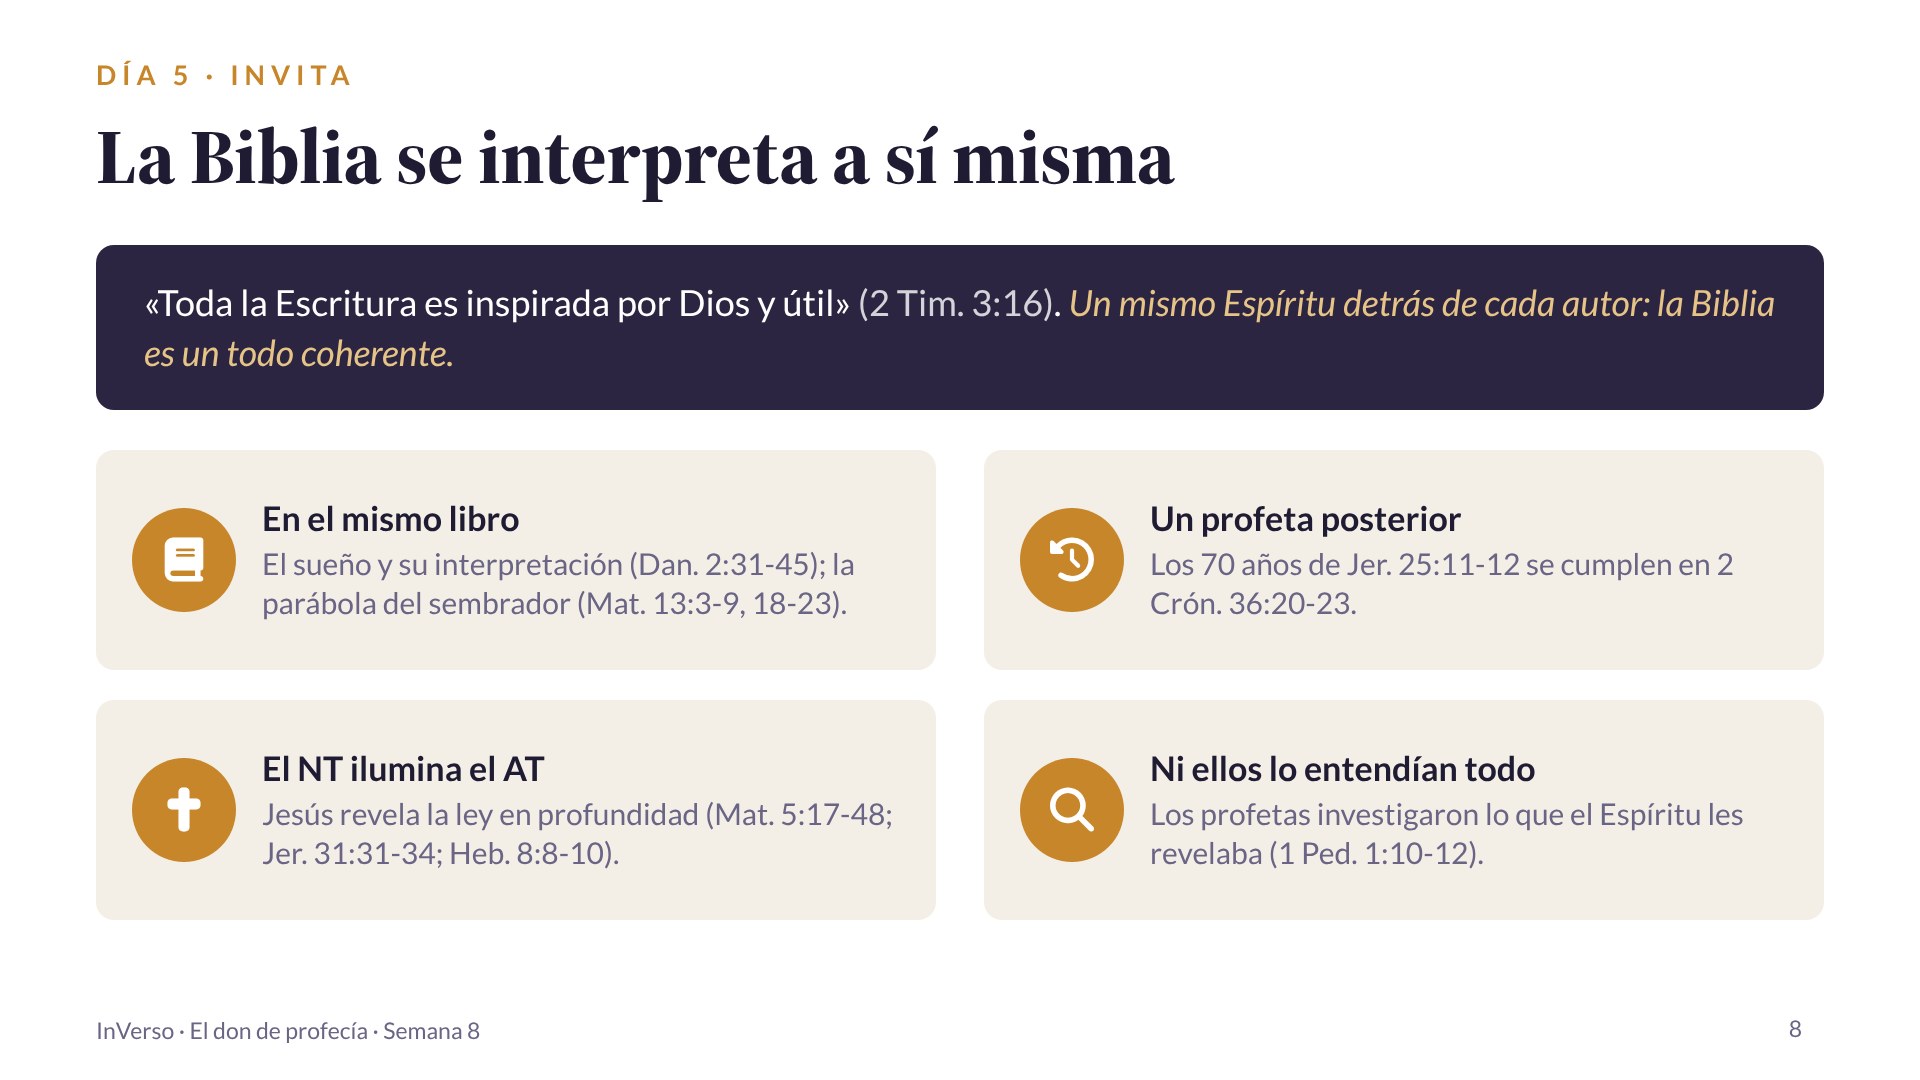 DÍA 5 · INVITA
La Biblia se interpreta a sí misma
«Toda la Escritura es inspirada por Dios y útil» (2 Tim. 3:16). Un mismo Espíritu detrás de cada autor: la Biblia
es un todo coherente.
En el mismo libro
El sueño y su interpretación (Dan. 2:31-45); la
parábola del sembrador (Mat. 13:3-9, 18-23).
Un profeta posterior
Los 70 años de Jer. 25:11-12 se cumplen en 2
Crón. 36:20-23.
El NT ilumina el AT
Jesús revela la ley en profundidad (Mat. 5:17-48;
Jer. 31:31-34; Heb. 8:8-10).
Ni ellos lo entendían todo
Los profetas investigaron lo que el Espíritu les
revelaba (1 Ped. 1:10-12).
InVerso · El don de profecía · Semana 8
8